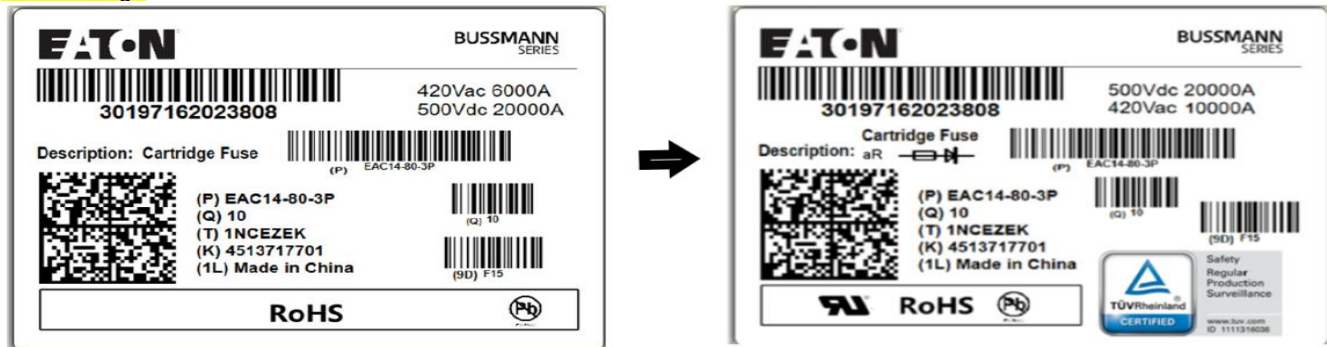 EATON
BUSSMANN
SERIES
420Vac 6000A
500Vdc 20000A
30197162023808
Description: Cartridge Fuse
(P) EAC14-80-3P
(P) EAC14-80-3P
(Q) 10
(T) 1NCEZEK
(K) 4513717701
(1L) Made in China
(Q) 10
(9D) F15
RoHS
Pb
EATON
BUSSMANN
SERIES
500Vdc 20000A
420Vac 10000A
30197162023808
Cartridge Fuse
Description: aR
(P) EAC14-80-3P
(P) EAC14-80-3P
(Q) 10
(T) 1NCEZEK
(K) 4513717701
(1L) Made in China
(Q) 10
(9D) F15
RU
RoHS
Pb
TÜVRheinland
CERTIFIED
Safety
Regular
Production
Surveillance
www.tuv.com
ID 1111316036